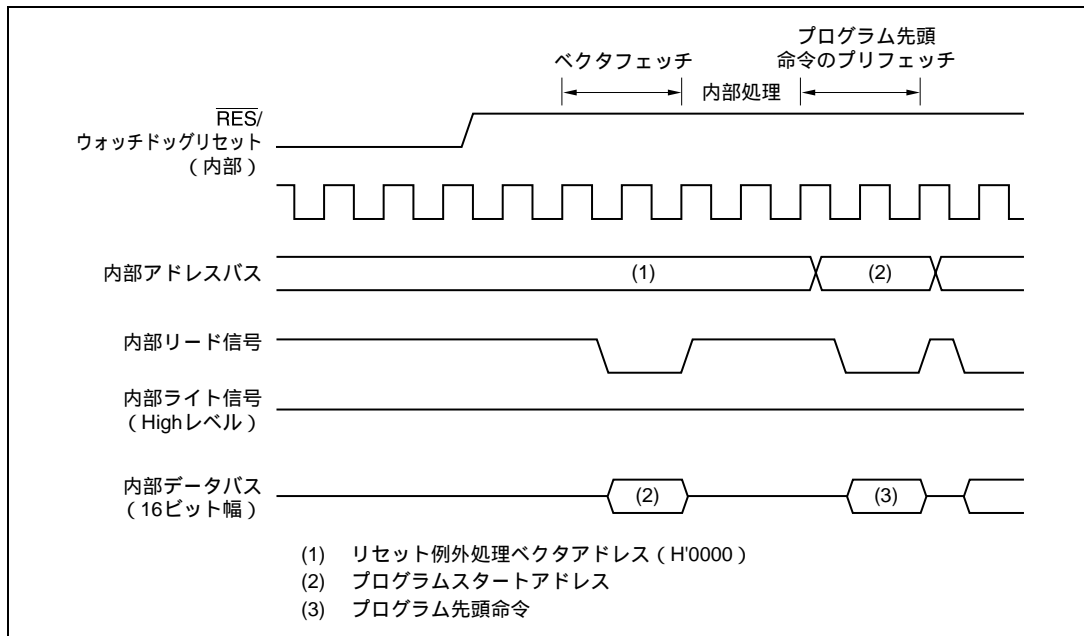 プログラム先頭
命令のプリフェッチ
ベクタフェッチ
内部処理
RES/
ウォッチドッグリセット
（内部）
内部アドレスバス
(1)
(2)
内部リード信号
内部ライト信号
（Highレベル）
内部データバス
（16ビット幅）
(2)
(3)
(1) リセット例外処理ベクタアドレス（H'0000）
(2) プログラムスタートアドレス
(3) プログラム先頭命令